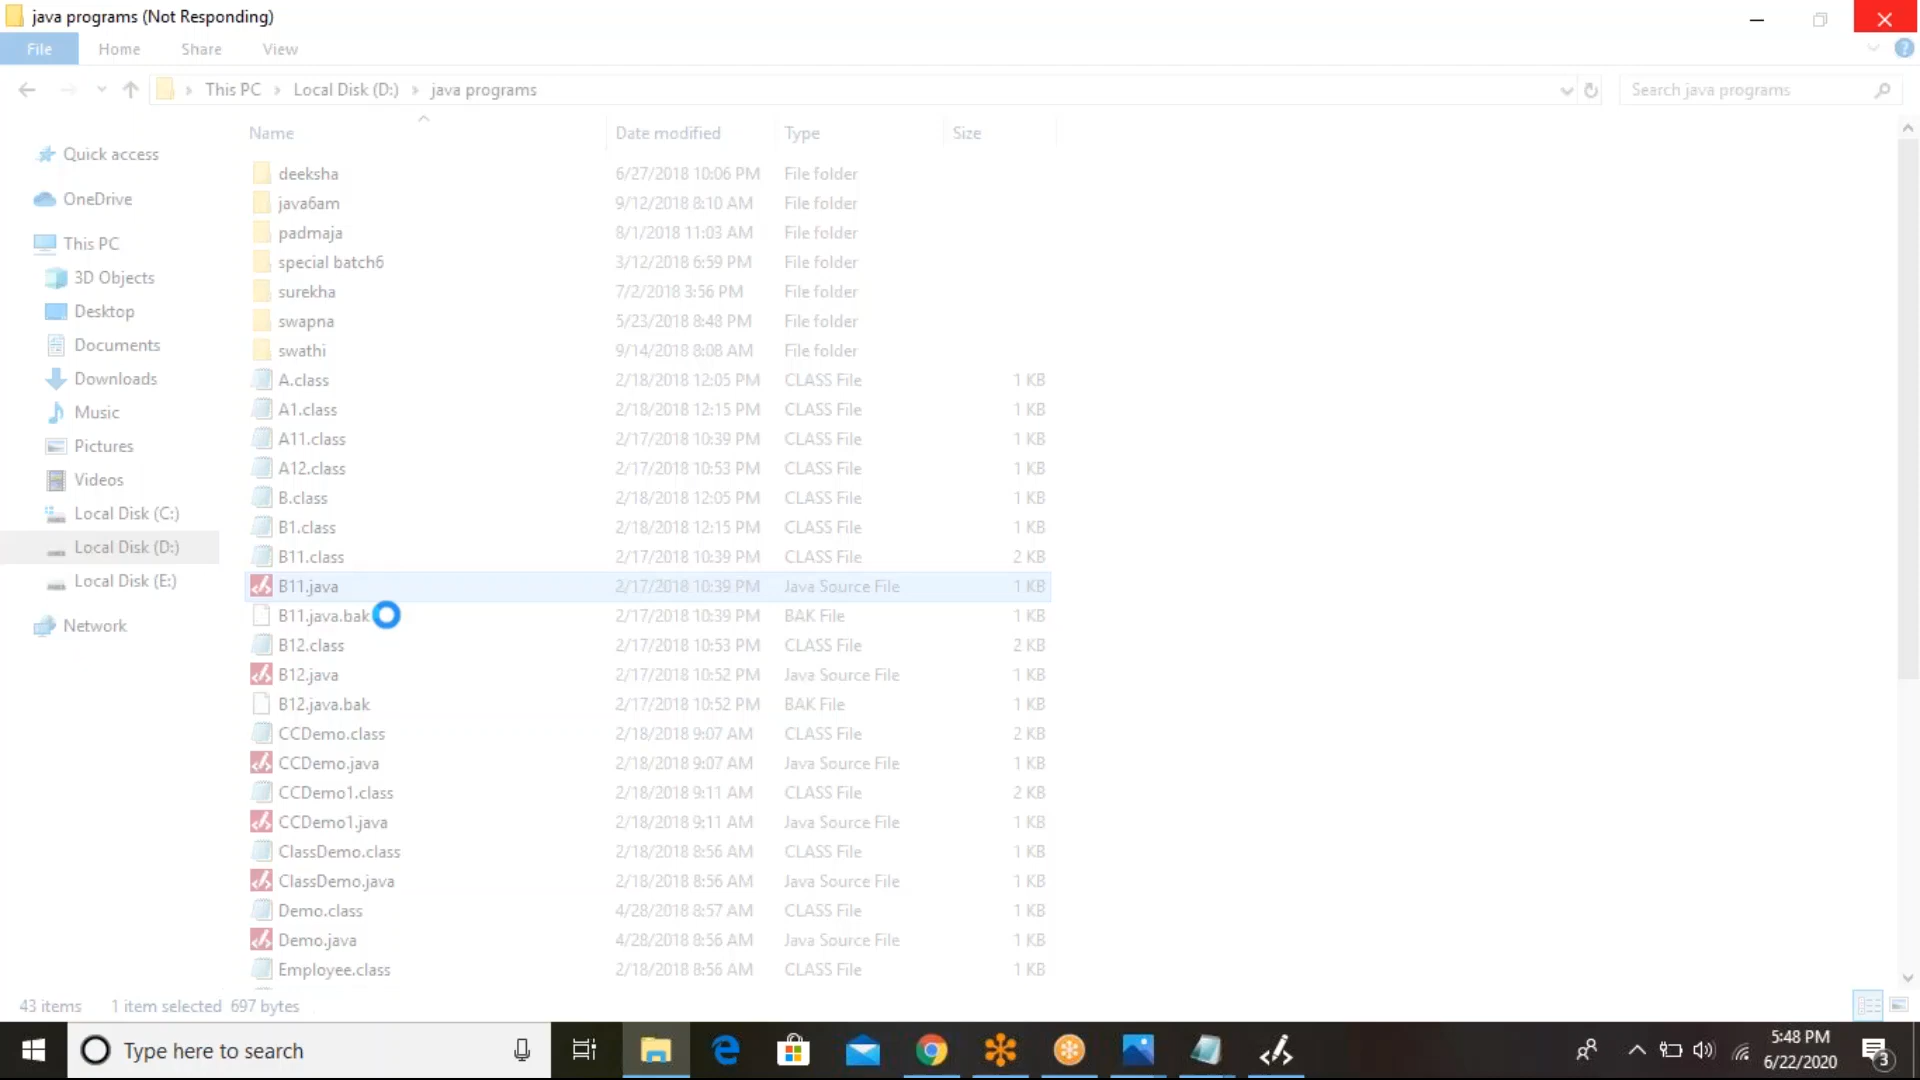 java programs (Not Responding)
File Home Share View
This PC Local Disk (D:) java programs
Search java programs
Name Date modified Type Size
Quick access
OneDrive
This PC
3D Objects
Desktop
Documents
Downloads
Music
Pictures
Videos
Local Disk (C:)
Local Disk (D:)
Local Disk (E:)
Network
deeksha 6/27/2018 10:06 PM File folder
java6am 9/12/2018 8:10 AM File folder
padmaja 8/1/2018 11:03 AM File folder
special batch6 3/12/2018 6:59 PM File folder
surekha 7/2/2018 3:56 PM File folder
swapna 5/23/2018 8:48 PM File folder
swathi 9/14/2018 8:08 AM File folder
A.class 2/18/2018 12:05 PM CLASS File 1 KB
A1.class 2/18/2018 12:15 PM CLASS File 1 KB
A11.class 2/17/2018 10:39 PM CLASS File 1 KB
A12.class 2/17/2018 10:53 PM CLASS File 1 KB
B.class 2/18/2018 12:05 PM CLASS File 1 KB
B1.class 2/18/2018 12:15 PM CLASS File 1 KB
B11.class 2/17/2018 10:39 PM CLASS File 2 KB
B11.java 2/17/2018 10:39 PM Java Source File 1 KB
B11.java.bak 2/17/2018 10:39 PM BAK File 1 KB
B12.class 2/17/2018 10:53 PM CLASS File 2 KB
B12.java 2/17/2018 10:52 PM Java Source File 1 KB
B12.java.bak 2/17/2018 10:52 PM BAK File 1 KB
CCDemo.class 2/18/2018 9:07 AM CLASS File 2 KB
CCDemo.java 2/18/2018 9:07 AM Java Source File 1 KB
CCDemo1.class 2/18/2018 9:11 AM CLASS File 2 KB
CCDemo1.java 2/18/2018 9:11 AM Java Source File 1 KB
ClassDemo.class 2/18/2018 8:56 AM CLASS File 1 KB
ClassDemo.java 2/18/2018 8:56 AM Java Source File 1 KB
Demo.class 4/28/2018 8:57 AM CLASS File 1 KB
Demo.java 4/28/2018 8:56 AM Java Source File 1 KB
Employee.class 2/18/2018 8:56 AM CLASS File 1 KB
43 items 1 item selected 697 bytes
Type here to search
5:48 PM
6/22/2020
3